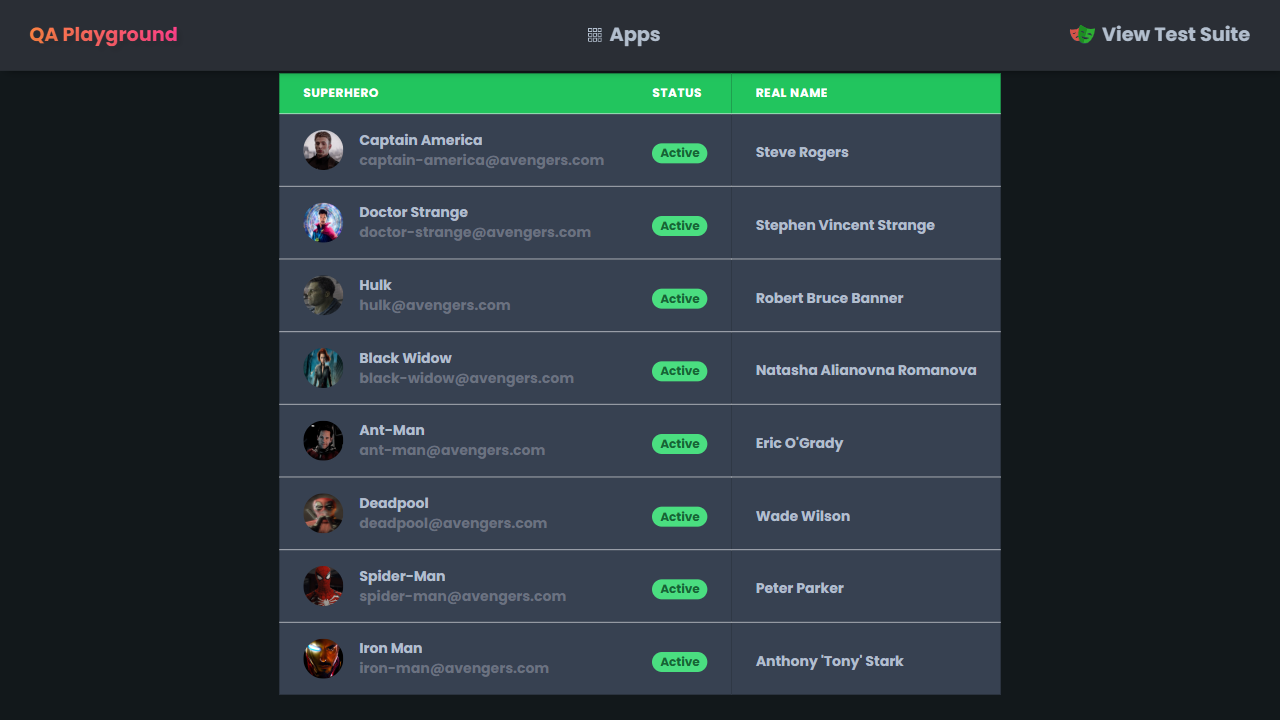 QA Playground
Apps
View Test Suite
SUPERHERO STATUS REAL NAME
Captain America
captain-america@avengers.com
Active
Steve Rogers
Doctor Strange
doctor-strange@avengers.com
Active
Stephen Vincent Strange
Hulk
hulk@avengers.com
Active
Robert Bruce Banner
Black Widow
black-widow@avengers.com
Active
Natasha Alianovna Romanova
Ant-Man
ant-man@avengers.com
Active
Eric O'Grady
Deadpool
deadpool@avengers.com
Active
Wade Wilson
Spider-Man
spider-man@avengers.com
Active
Peter Parker
Iron Man
iron-man@avengers.com
Active
Anthony 'Tony' Stark